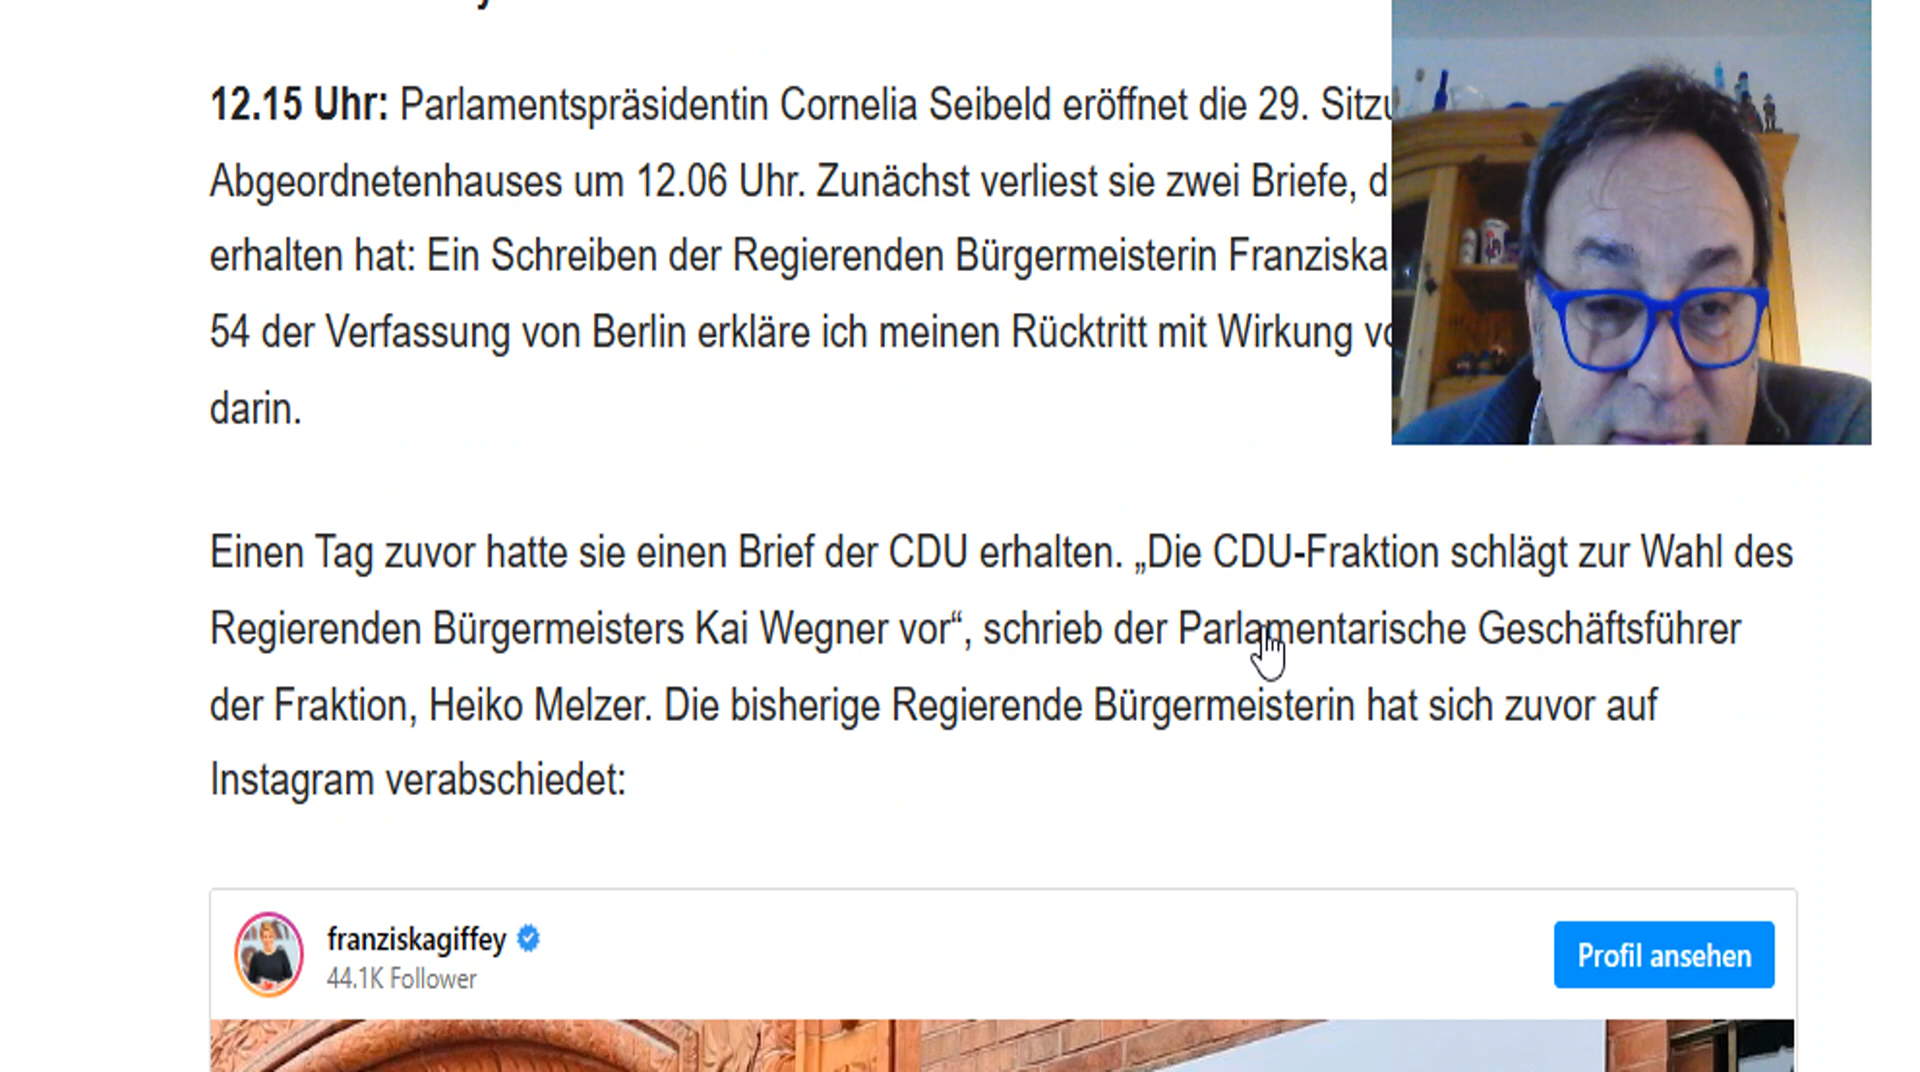 12.15 Uhr: Parlamentspräsidentin Cornelia Seibeld eröffnet die 29.
Abgeordnetenhauses um 12.06 Uhr. Zunächst verliest sie zwei Briefe,
erhalten hat: Ein Schreiben der Regierenden Bürgermeisterin Franziska
54 der Verfassung von Berlin erkläre ich meinen Rücktritt mit Wirkung
darin.
Einen Tag zuvor hatte sie einen Brief der CDU erhalten. „Die CDU-Fraktion schlägt zur Wahl des
Regierenden Bürgermeisters Kai Wegner vor“, schrieb der Parlamentarische Geschäftsführer
der Fraktion, Heiko Melzer. Die bisherige Regierende Bürgermeisterin hat sich zuvor auf
Instagram verabschiedet:
franziskagiffey
44.1K Follower
Profil ansehen